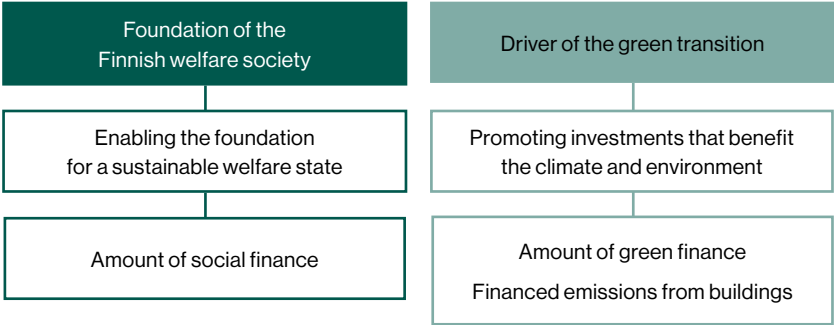 Foundation of the
Finnish welfare society
Enabling the foundation
for a sustainable welfare state
Amount of social finance
Driver of the green transition
Promoting investments that benefit
the climate and environment
Amount of green finance
Financed emissions from buildings